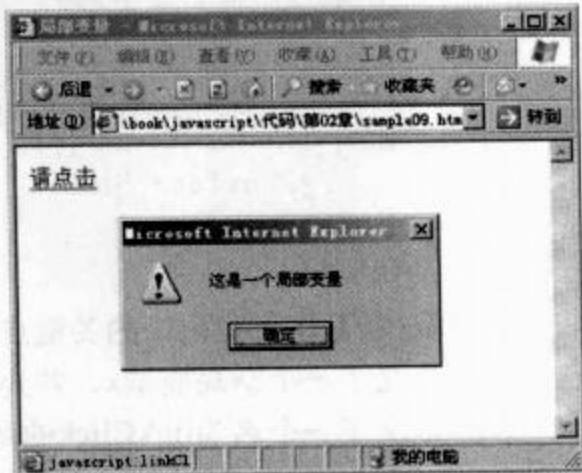 局部变量 - Microsoft Internet Explorer
文件(F) 编辑(E) 查看(V) 收藏(A) 工具(T) 帮助(H)
后退 搜索 收藏夹
地址(D) \book\javascript\代码\第02章\sample09.htm 转到
请点击
Microsoft Internet Explorer
这是一个局部变量
确定
javascript:linkCl 我的电脑